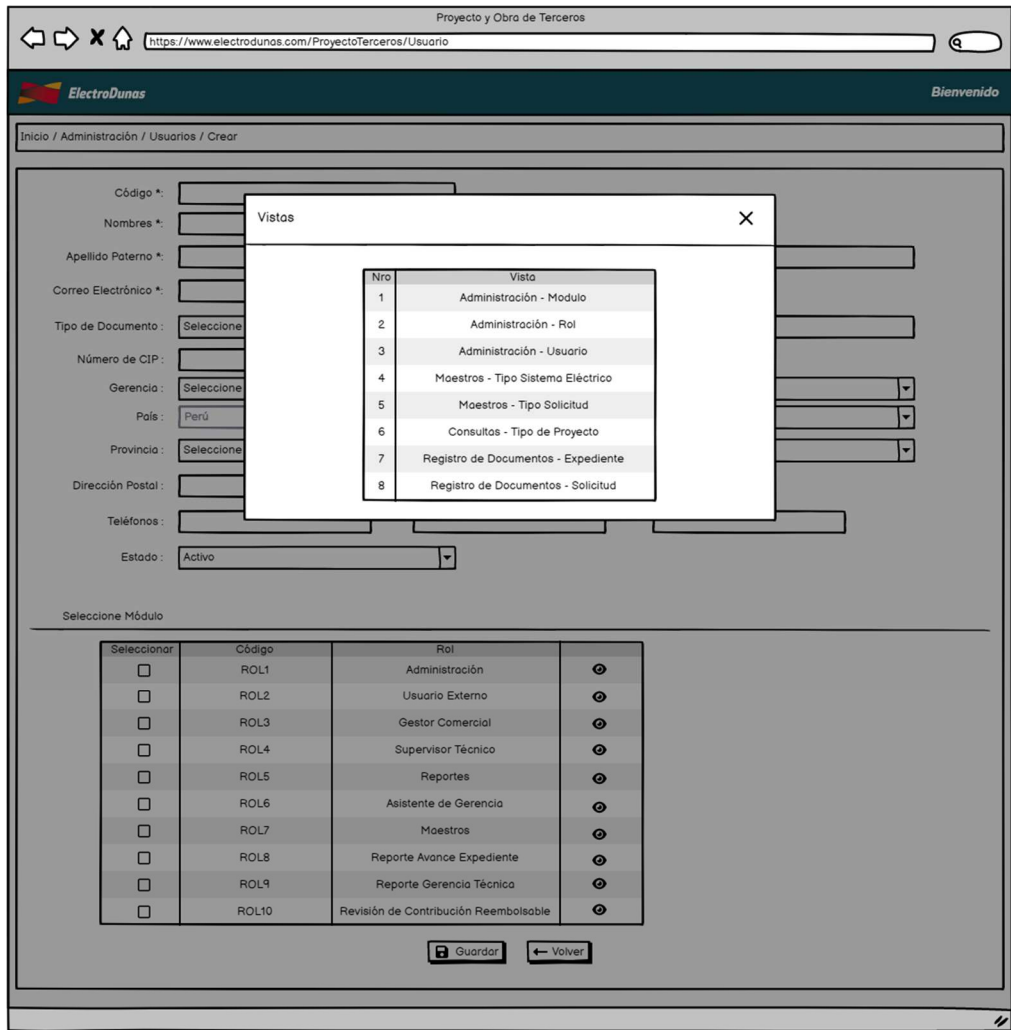 Proyecto y Obra de Terceros
https://www.electrodunas.com/ProyectoTerceros/Usuario
ElectroDunas
Bienvenido
Inicio / Administración / Usuarios / Crear
Código *:
Nombres *:
Apellido Paterno *:
Correo Electrónico *:
Tipo de Documento : Seleccione
Número de CIP :
Gerencia : Seleccione
País : Perú
Provincia : Seleccione
Dirección Postal :
Teléfonos :
Estado : Activo
Vistas
Nro Vista
1 Administración - Modulo
2 Administración - Rol
3 Administración - Usuario
4 Maestros - Tipo Sistema Eléctrico
5 Maestros - Tipo Solicitud
6 Consultas - Tipo de Proyecto
7 Registro de Documentos - Expediente
8 Registro de Documentos - Solicitud
Seleccione Módulo
Seleccionar Código Rol
ROL1 Administración
ROL2 Usuario Externo
ROL3 Gestor Comercial
ROL4 Supervisor Técnico
ROL5 Reportes
ROL6 Asistente de Gerencia
ROL7 Maestros
ROL8 Reporte Avance Expediente
ROL9 Reporte Gerencia Técnica
ROL10 Revisión de Contribución Reembolsable
Guardar
Volver